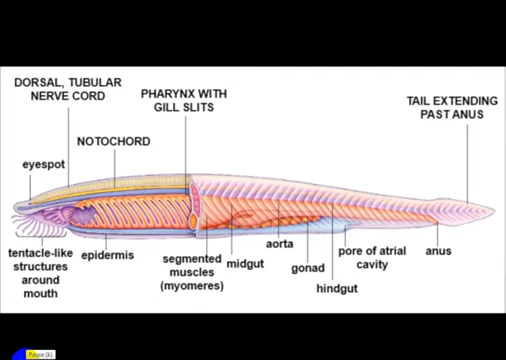 DORSAL, TUBULAR
NERVE CORD
PHARYNX WITH
GILL SLITS
TAIL EXTENDING
PAST ANUS
NOTOCHORD
eyespot
tentacle-like
structures
around
mouth
epidermis
segmented
muscles
(myomeres)
midgut
aorta
gonad
hindgut
pore of atrial
cavity
anus
Pause (k)